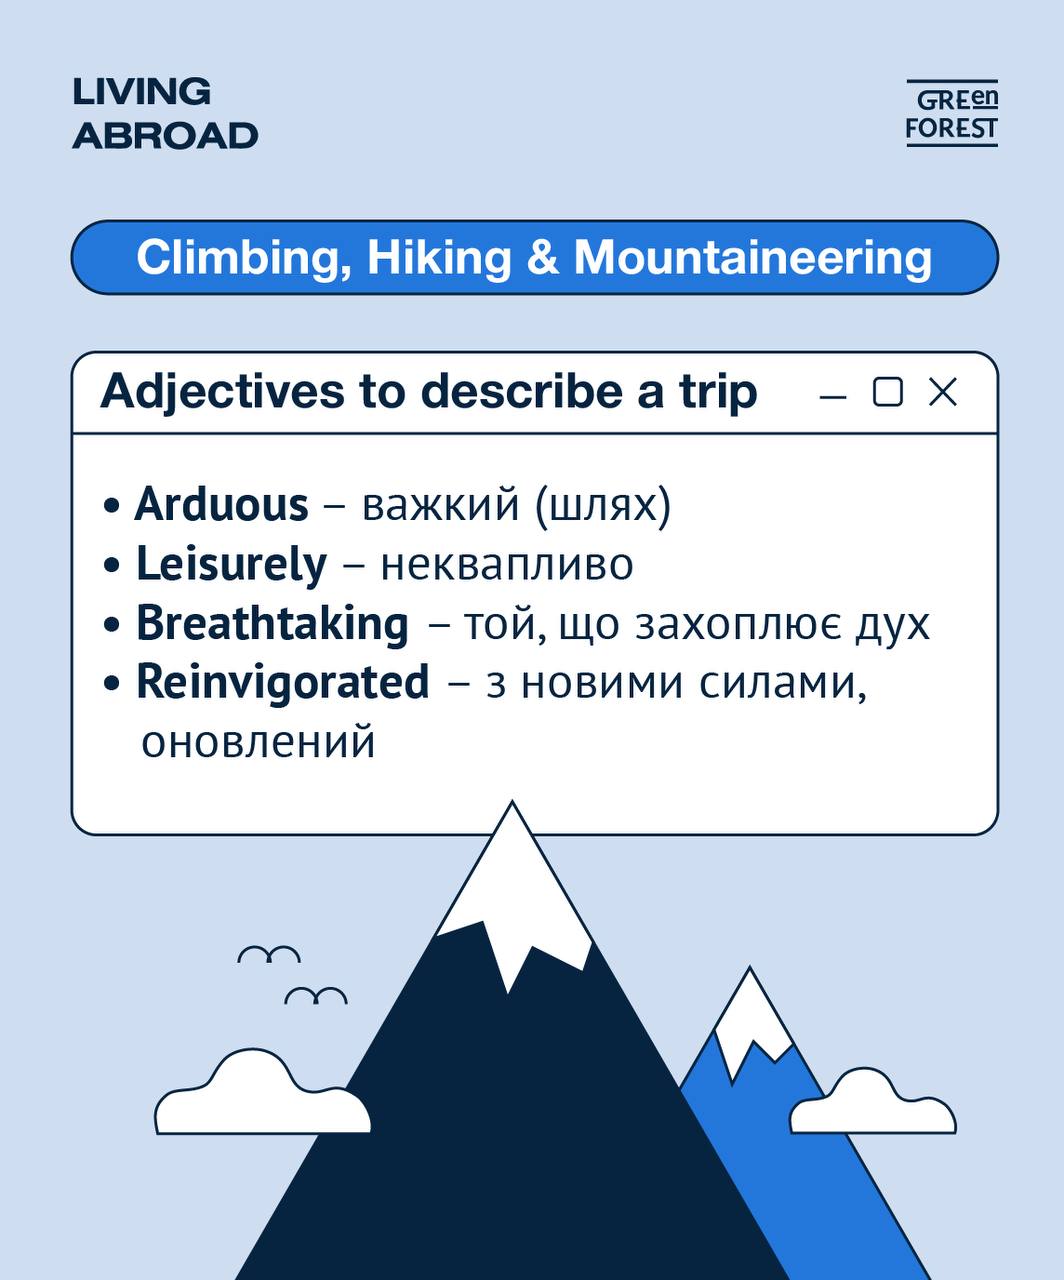 LIVING
ABROAD
GREen
FOREST
Climbing, Hiking & Mountaineering
Adjectives to describe a trip
• Arduous – важкий (шлях)
• Leisurely – неквапливо
• Breathtaking – той, що захоплює дух
• Reinvigorated – з новими силами,
оновлений